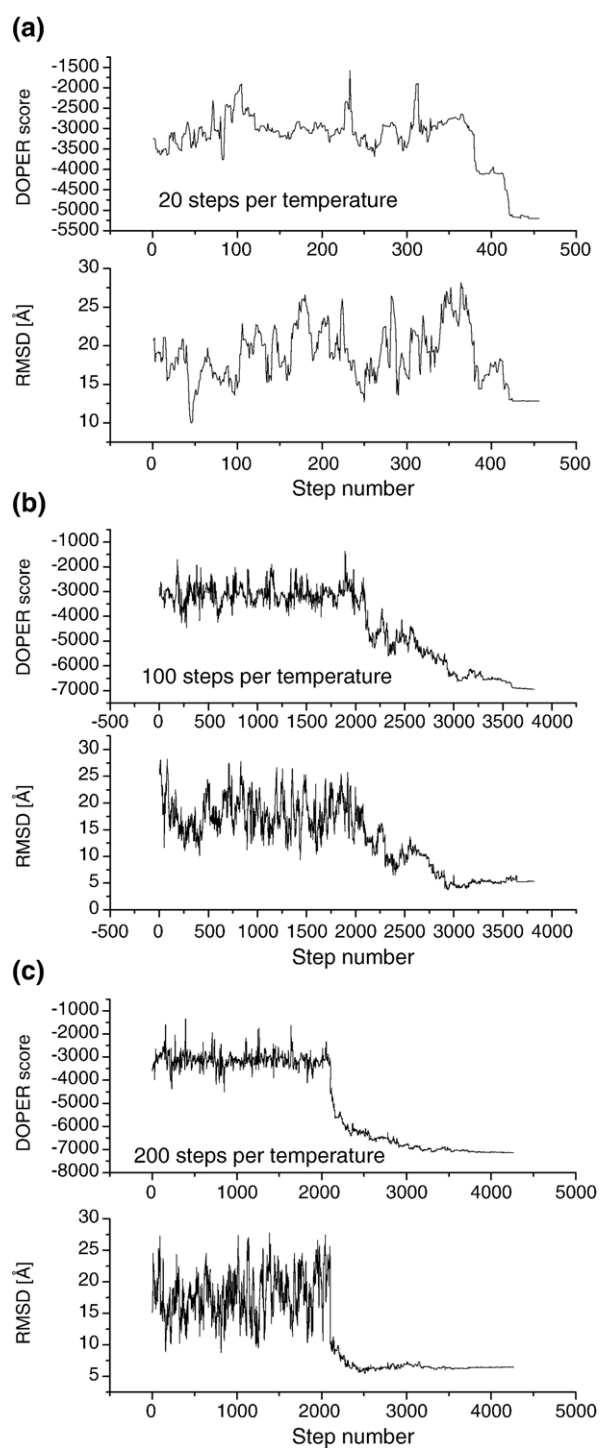 (a)
-1500
-2000
-2500
-3000
-3500
-4000
-4500
-5000
-5500
DOPER score
20 steps per temperature
0 100 200 300 400 500
30
25
20
15
10
RMSD [Å]
0 100 200 300 400 500
Step number
(b)
-1000
-2000
-3000
-4000
-5000
-6000
-7000
DOPER score
100 steps per temperature
-500 0 500 1000 1500 2000 2500 3000 3500 4000
30
25
20
15
10
5
0
RMSD [Å]
-500 0 500 1000 1500 2000 2500 3000 3500 4000
Step number
(c)
-1000
-2000
-3000
-4000
-5000
-6000
-7000
-8000
DOPER score
200 steps per temperature
0 1000 2000 3000 4000 5000
30
25
20
15
10
5
RMSD [Å]
0 1000 2000 3000 4000 5000
Step number